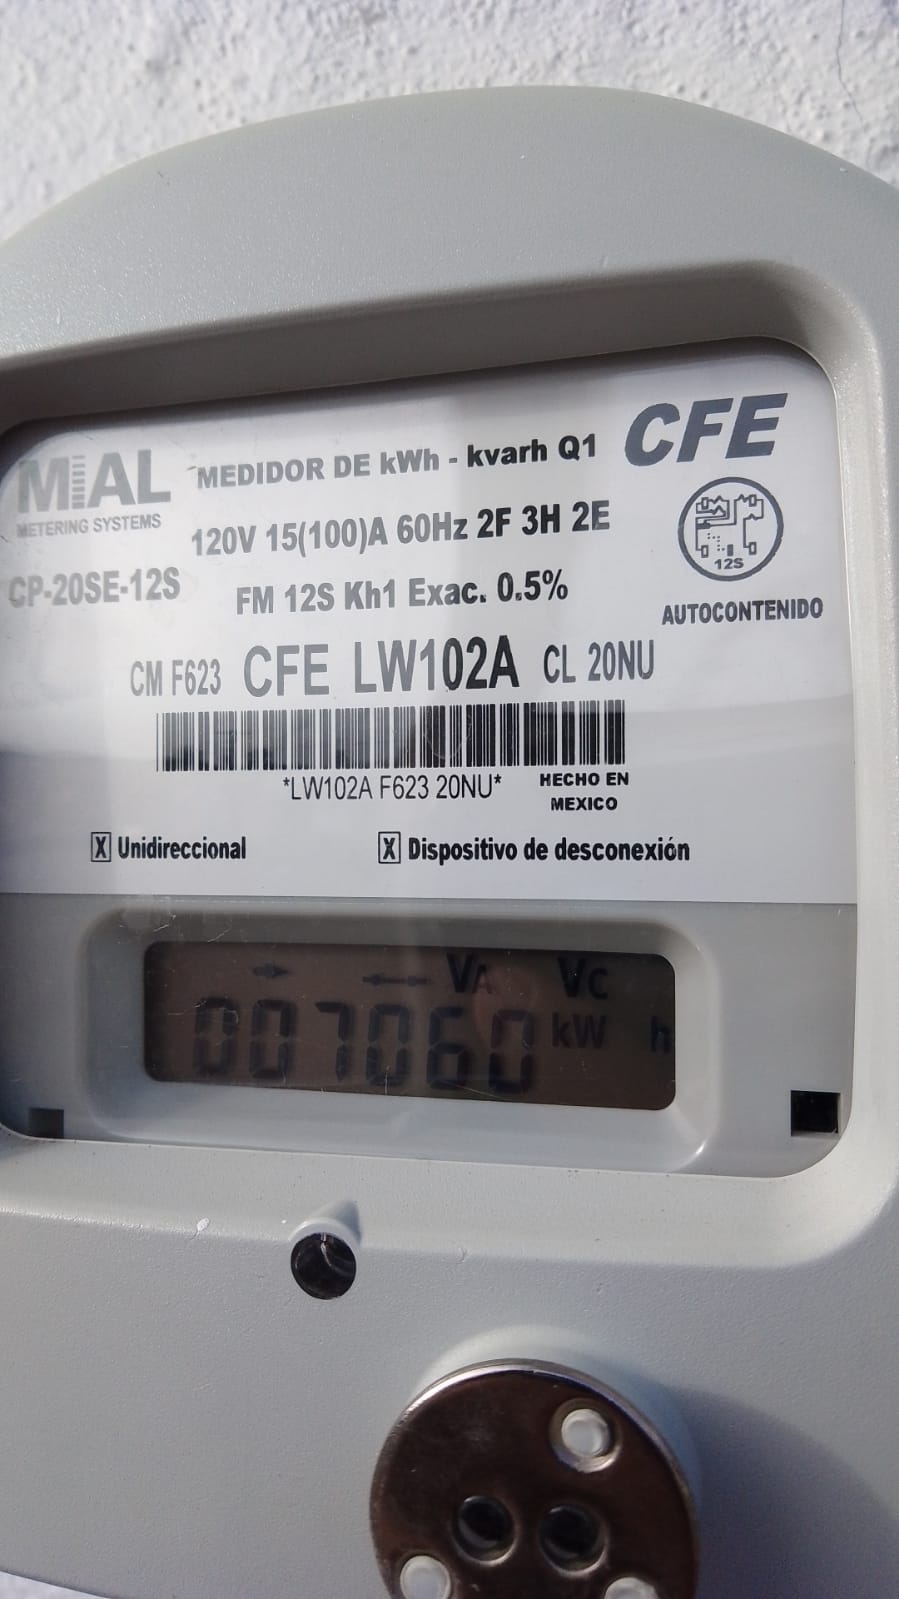 MIAL
METERING SYSTEMS
MEDIDOR DE kWh - kvarh Q1
CFE
120V 15(100)A 60Hz 2F 3H 2E
CP-20SE-12S
FM 12S Kh1 Exac. 0.5%
12S
AUTOCONTENIDO
CM F623 CFE LW102A CL 20NU
*LW102A F623 20NU*
HECHO EN
MEXICO
X Unidireccional
X Dispositivo de desconexión
VA VC
007060 kW h